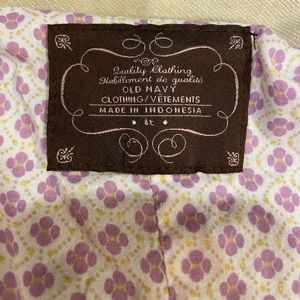 Quality Clothing
Habillement de qualité
OLD NAVY
CLOTHING/VÊTEMENTS
MADE IN INDONESIA